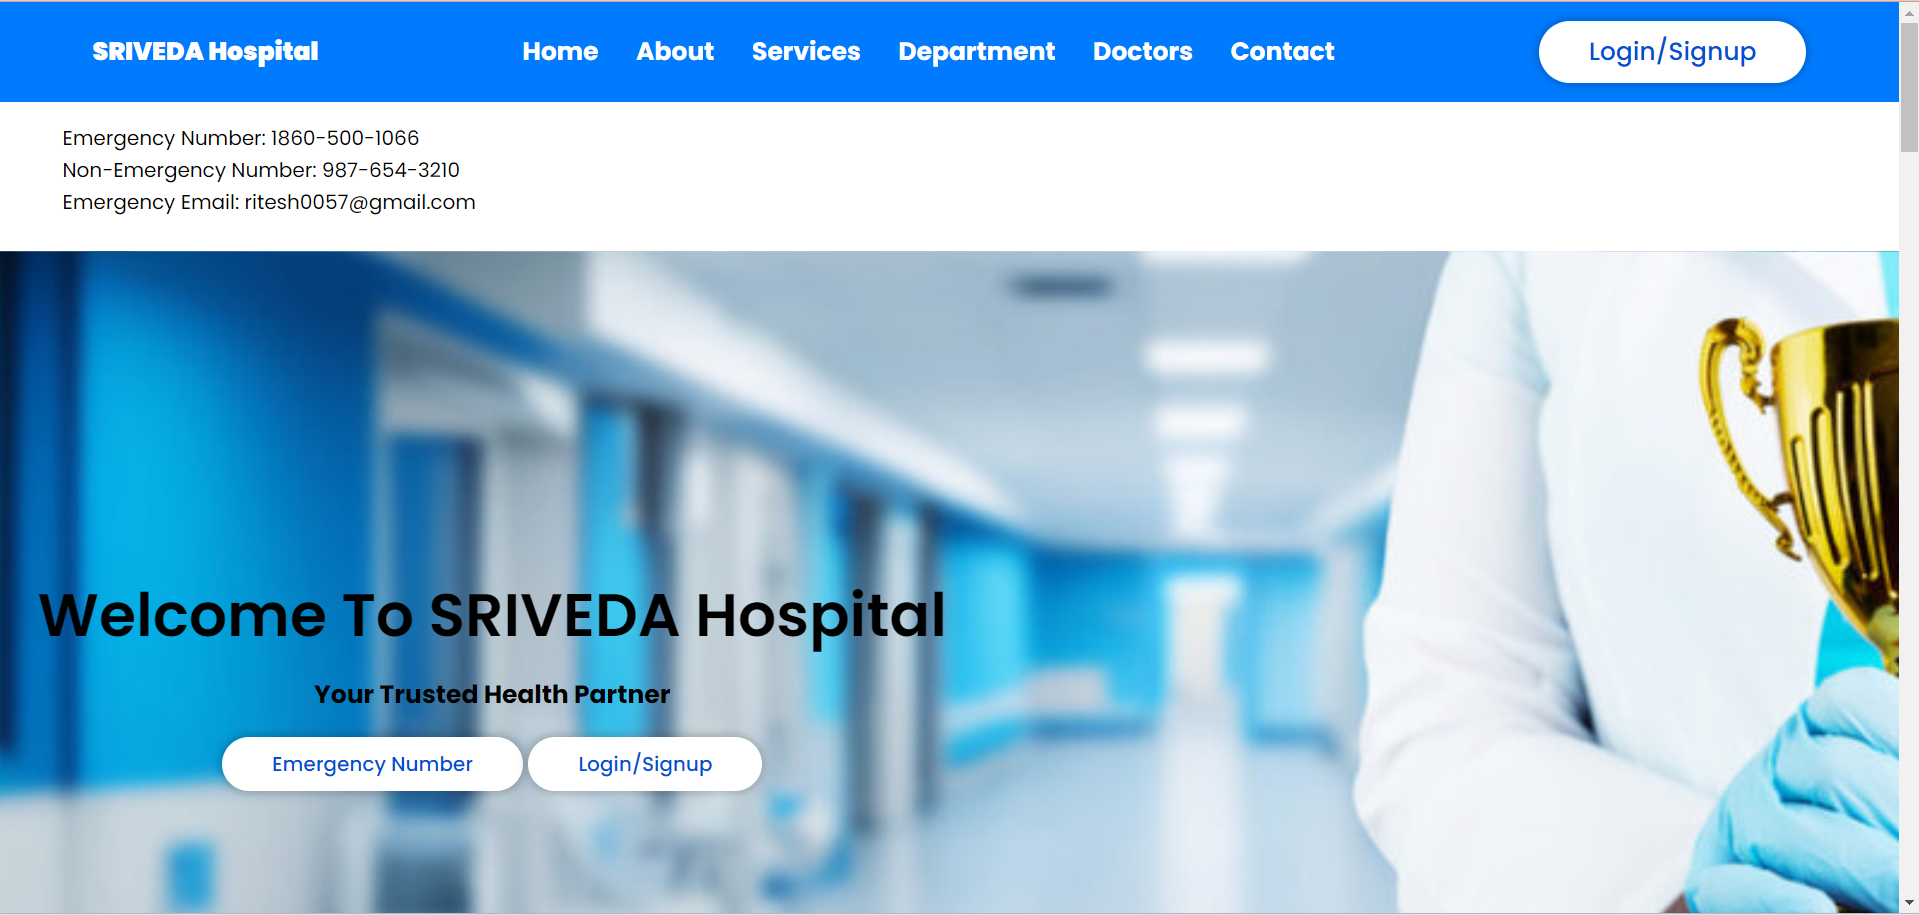 SRIVEDA Hospital
Home About Services Department Doctors Contact
Login/Signup
Emergency Number: 1860-500-1066
Non-Emergency Number: 987-654-3210
Emergency Email: ritesh0057@gmail.com
Welcome To SRIVEDA Hospital
Your Trusted Health Partner
Emergency Number
Login/Signup